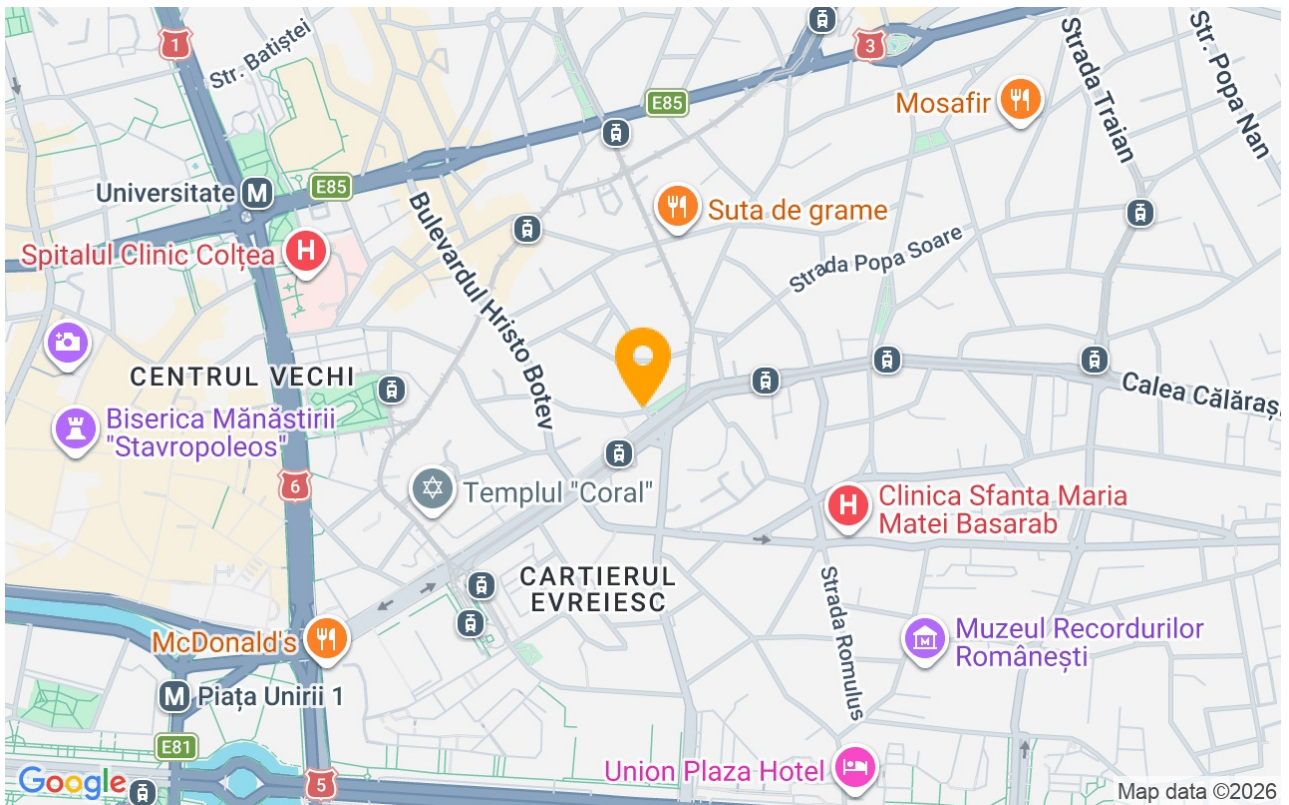 1
Str. Batiștei
3
Strada Traian
Str. Popa Nan
E85
Mosafir
Universitate
M
E85
Bulevardul Hristo Botev
Suta de grame
Spitalul Clinic Colțea
H
Strada Popa Soare
CENTRUL VECHI
Calea Călărași
Biserica Mănăstirii
"Stavropoleos"
6
Templul "Coral"
H
Clinica Sfanta Maria
Matei Basarab
CARTIERUL
EVREIESC
Strada Romulus
McDonald's
M
Muzeul Recordurilor
Românești
M
Piața Unirii 1
E81
Union Plaza Hotel
5
Google
Map data ©2026